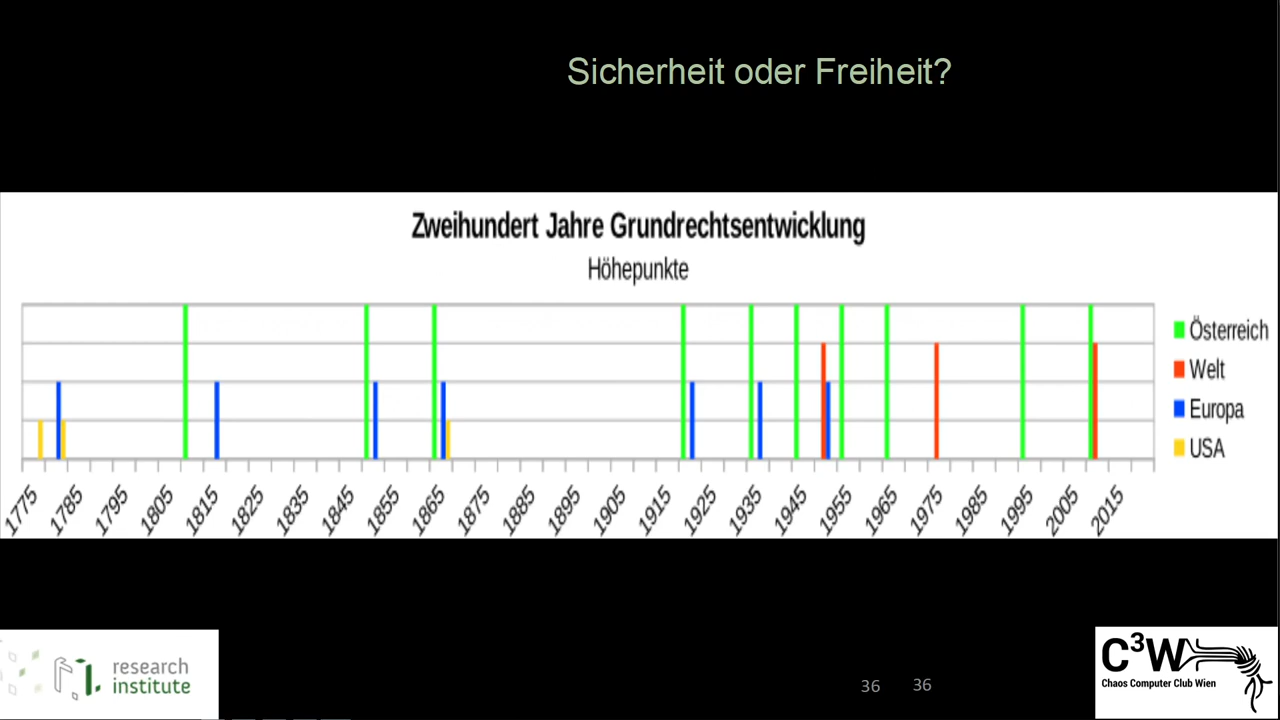 Sicherheit oder Freiheit?
Zweihundert Jahre Grundrechtsentwicklung
Höhepunkte
Österreich
Welt
Europa
USA
1775 1785 1795 1805 1815 1825 1835 1845 1855 1865 1875 1885 1895 1905 1915 1925 1935 1945 1955 1965 1975 1985 1995 2005 2015
research
institute
36 36
C³W
Chaos Computer Club Wien